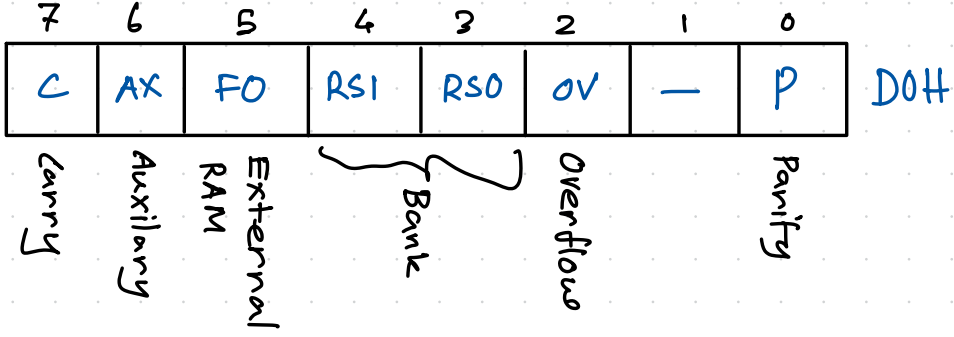 7 6 5 4 3 2 1 0
C AX FO RS1 RS0 OV — P D0H
Carry
Auxilary
External
RAM
Bank
Overflow
Parity